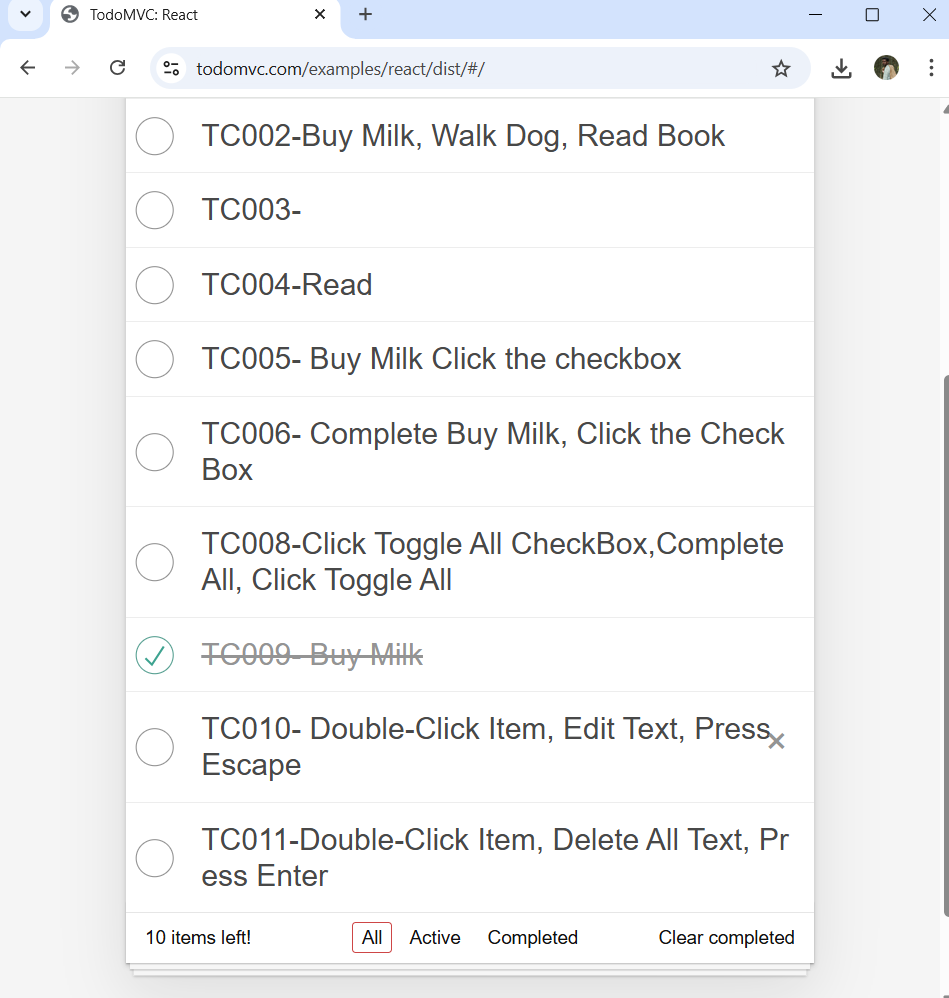 TodoMVC: React
todomvc.com/examples/react/dist/#/
TC002-Buy Milk, Walk Dog, Read Book
TC003-
TC004-Read
TC005- Buy Milk Click the checkbox
TC006- Complete Buy Milk, Click the Check
Box
TC008-Click Toggle All CheckBox,Complete
All, Click Toggle All
TC009- Buy Milk
TC010- Double-Click Item, Edit Text, Press
Escape
TC011-Double-Click Item, Delete All Text, Pr
ess Enter
10 items left! All Active Completed Clear completed